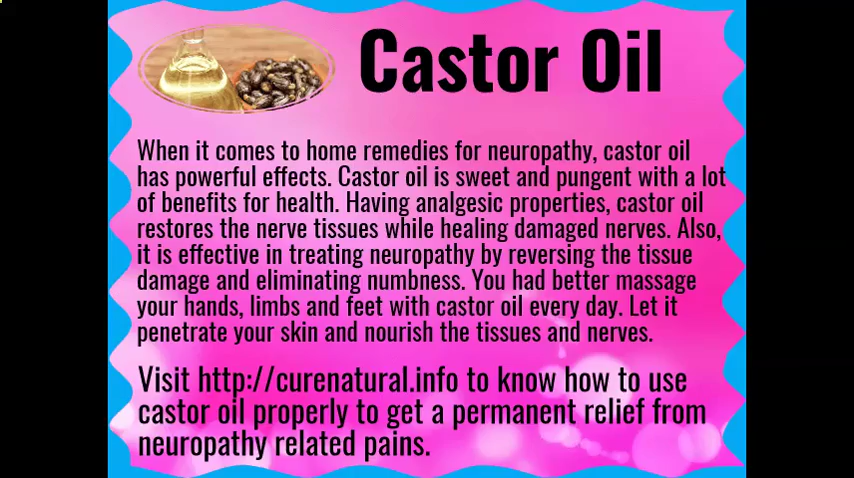 Castor Oil
When it comes to home remedies for neuropathy, castor oil
has powerful effects. Castor oil is sweet and pungent with a lot
of benefits for health. Having analgesic properties, castor oil
restores the nerve tissues while healing damaged nerves. Also,
it is effective in treating neuropathy by reversing the tissue
damage and eliminating numbness. You had better massage
your hands, limbs and feet with castor oil every day. Let it
penetrate your skin and nourish the tissues and nerves.
Visit http://curenatural.info to know how to use
castor oil properly to get a permanent relief from
neuropathy related pains.